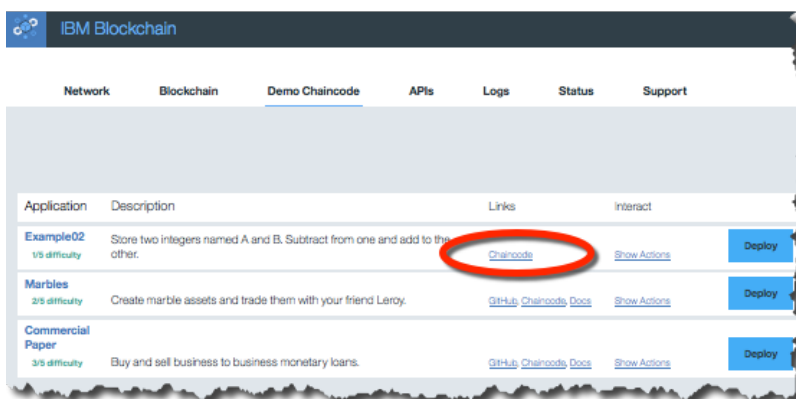 IBM Blockchain
Network Blockchain Demo Chaincode APIs Logs Status Support
Application Description Links Interact
Example02 Store two integers named A and B. Subtract from one and add to the
1/5 difficulty other. Chaincode Show Actions Deploy
Marbles
2/5 difficulty Create marble assets and trade them with your friend Leroy. GitHub, Chaincode, Docs Show Actions Deploy
Commercial
Paper
3/5 difficulty Buy and sell business to business monetary loans. GitHub, Chaincode, Docs Show Actions Deploy